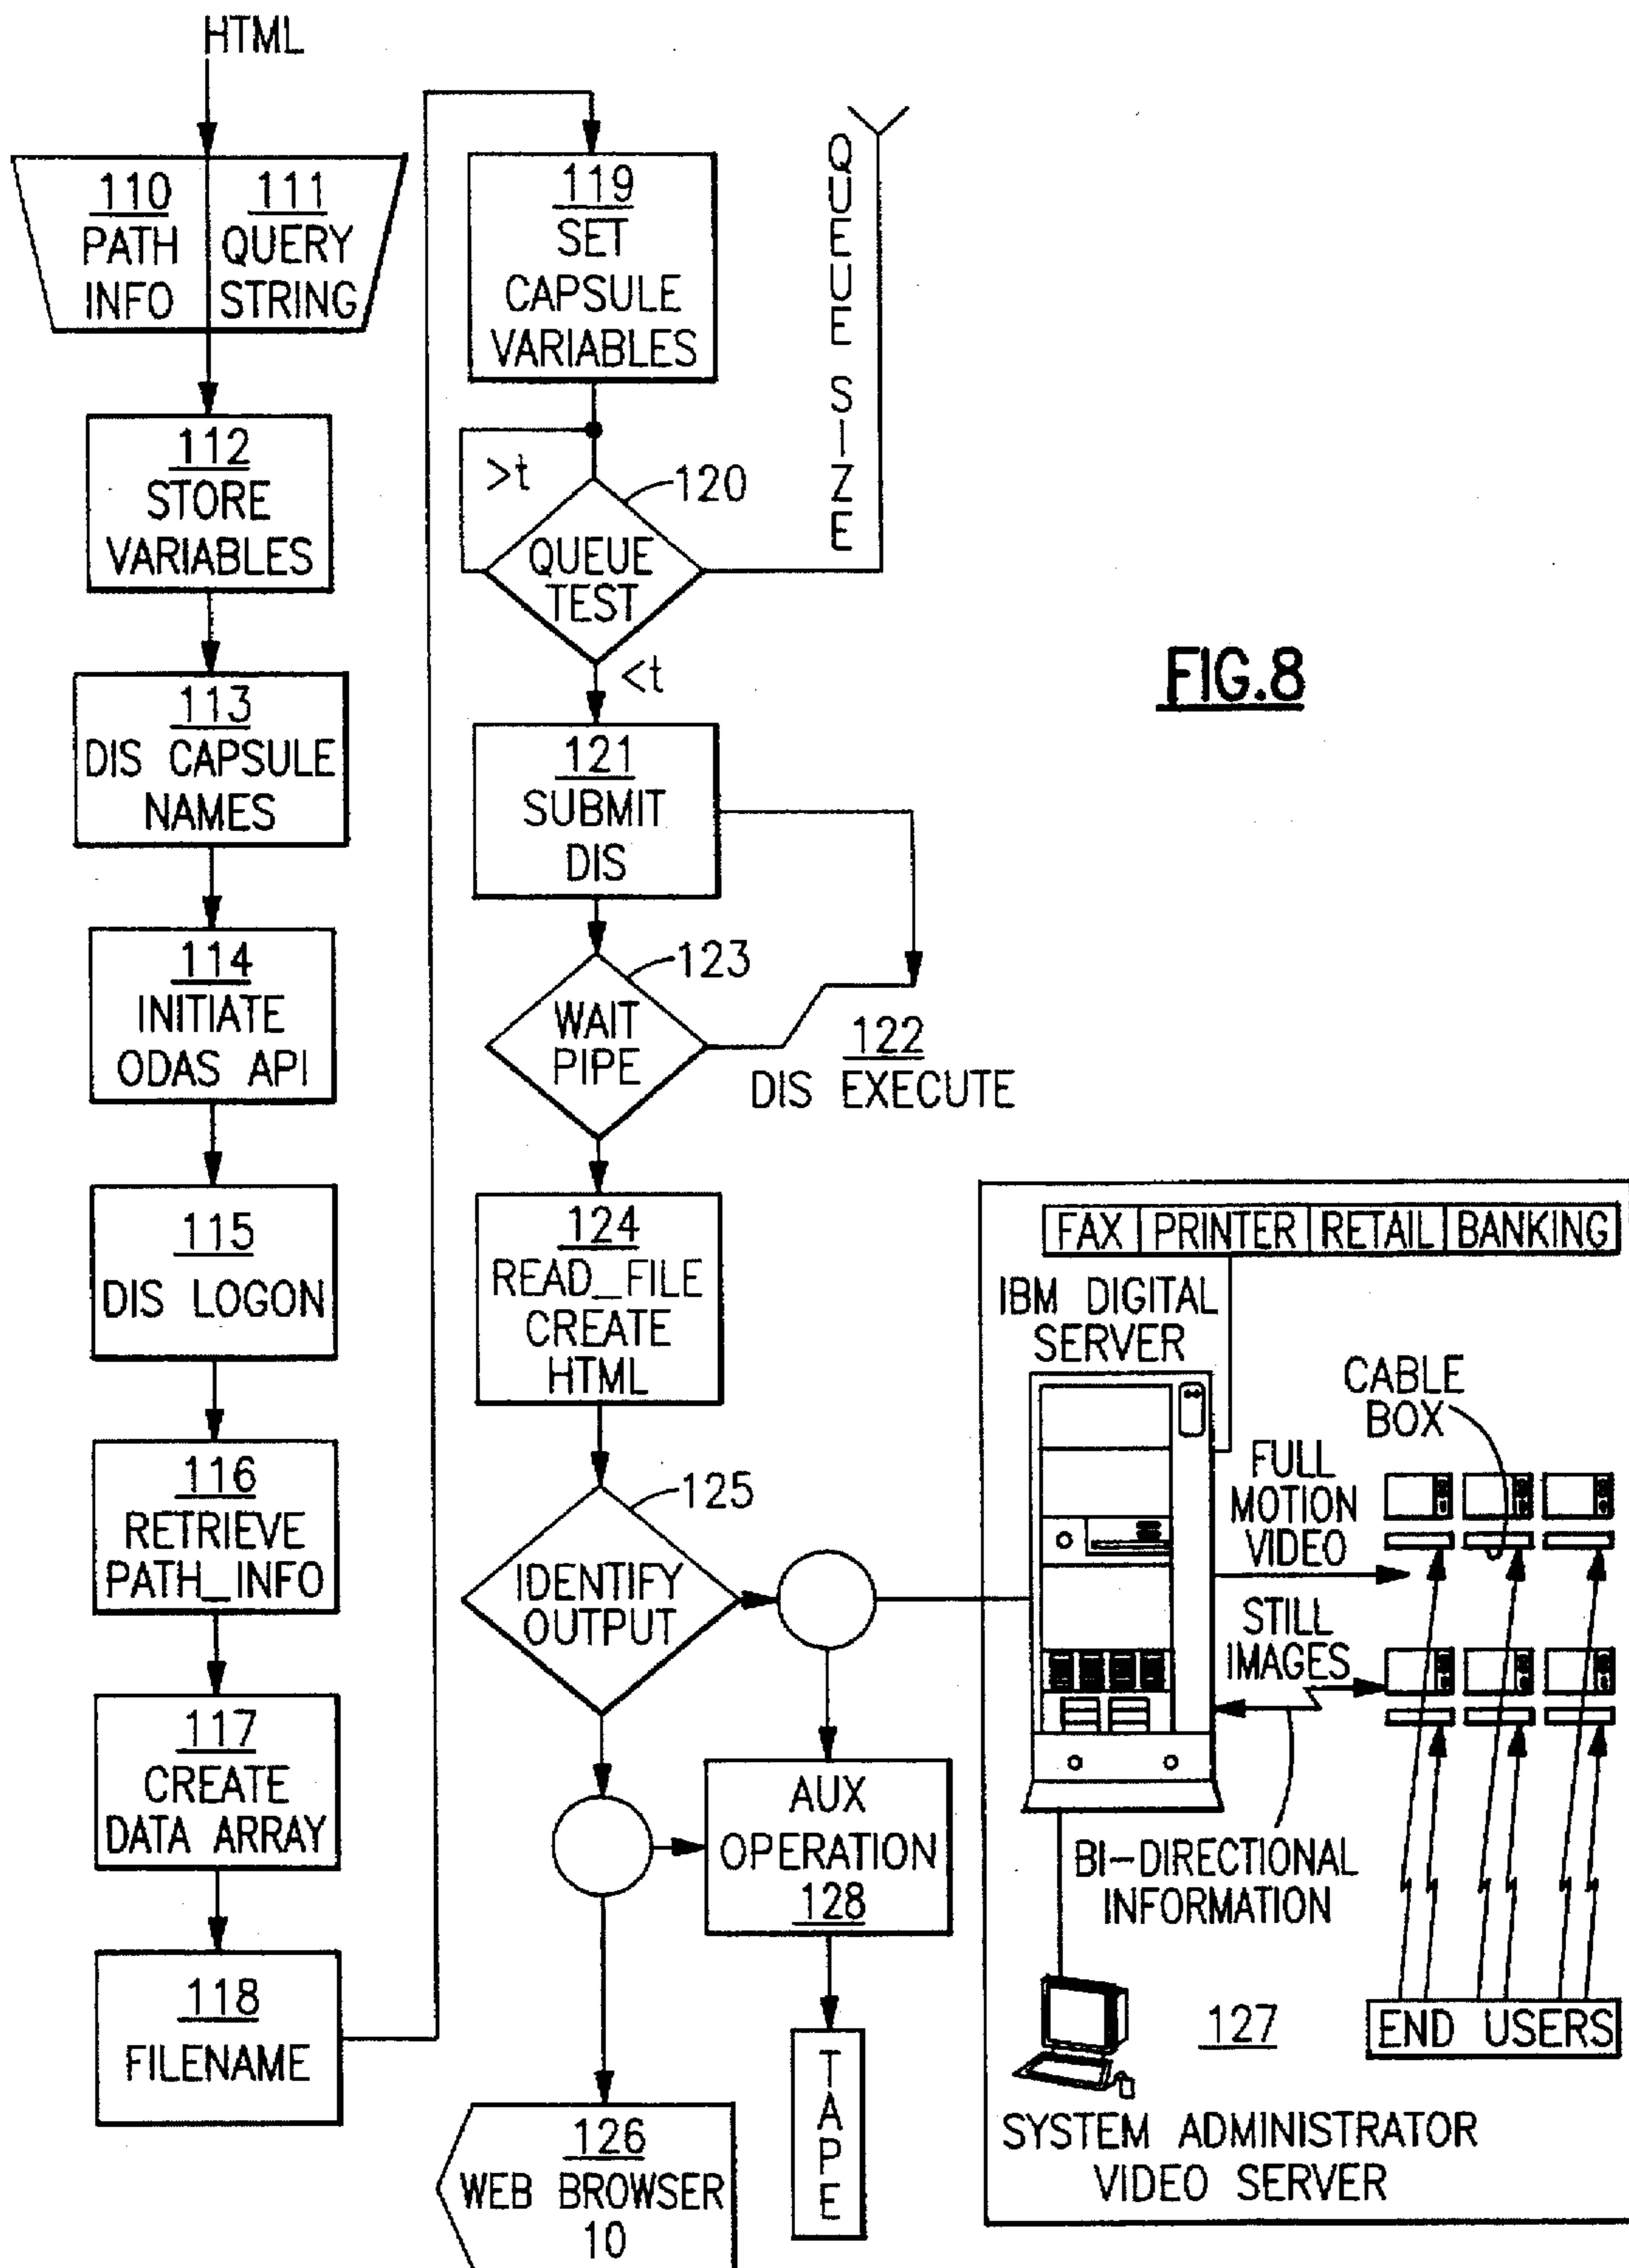 HTML
110
PATH
INFO
111
QUERY
STRING
112
STORE
VARIABLES
113
DIS CAPSULE
NAMES
114
INITIATE
ODAS API
115
DIS LOGON
116
RETRIEVE
PATH_INFO
117
CREATE
DATA ARRAY
118
FILENAME
119
SET
CAPSULE
VARIABLES
QUEUE SIZE
>t
120
QUEUE
TEST
<t
121
SUBMIT
DIS
123
WAIT
PIPE
122
DIS EXECUTE
124
READ_FILE
CREATE
HTML
125
IDENTIFY
OUTPUT
AUX
OPERATION
128
TAPE
126
WEB BROWSER
10
FIG.8
FAX PRINTER RETAIL BANKING
IBM DIGITAL
SERVER
CABLE
BOX
FULL
MOTION
VIDEO
STILL
IMAGES
BI-DIRECTIONAL
INFORMATION
127
END USERS
SYSTEM ADMINISTRATOR
VIDEO SERVER